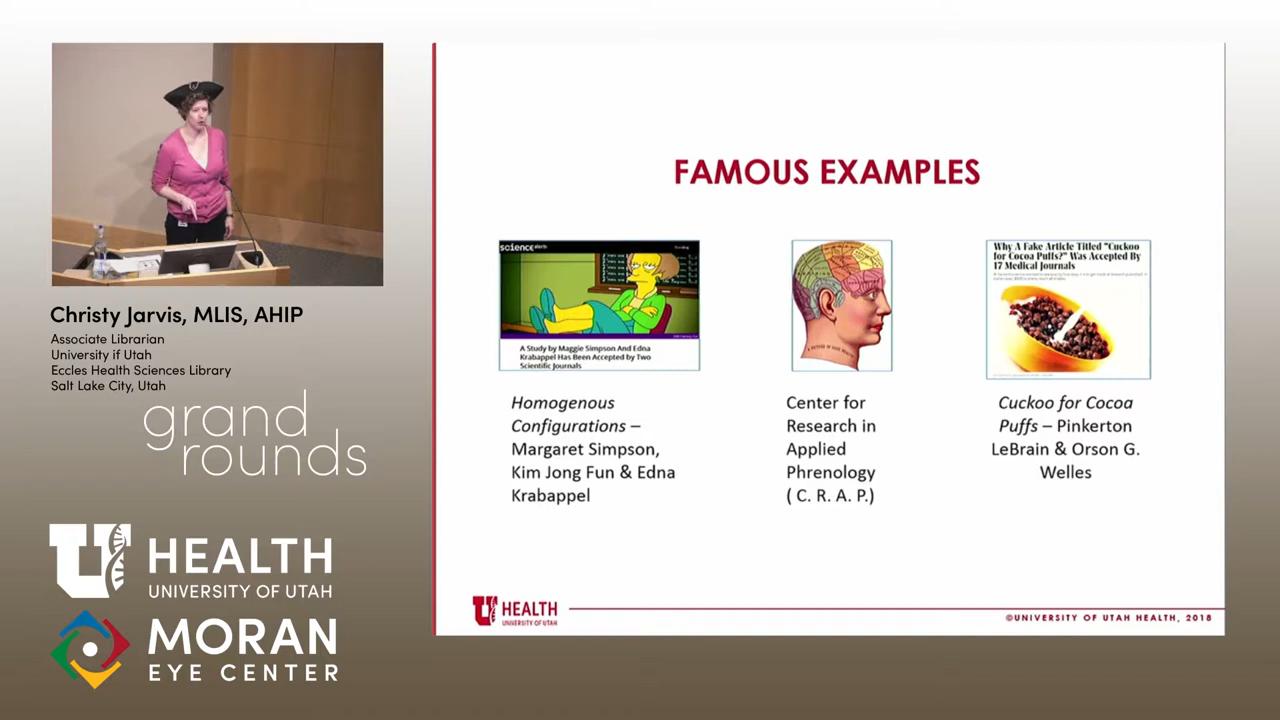 Christy Jarvis, MLIS, AHIP
Associate Librarian
University if Utah
Eccles Health Sciences Library
Salt Lake City, Utah
grand
rounds
U HEALTH
UNIVERSITY OF UTAH
MORAN
EYE CENTER
FAMOUS EXAMPLES
science alert
A Study by Maggie Simpson And Edna
Krabappel Has Been Accepted by Two
Scientific Journals
Homogenous
Configurations –
Margaret Simpson,
Kim Jong Fun & Edna
Krabappel
Center for
Research in
Applied
Phrenology
( C. R. A. P.)
Why A Fake Article Titled "Cuckoo
for Cocoa Puffs?" Was Accepted By
17 Medical Journals
Cuckoo for Cocoa
Puffs – Pinkerton
LeBrain & Orson G.
Welles
U HEALTH
UNIVERSITY OF UTAH
©UNIVERSITY OF UTAH HEALTH, 2018